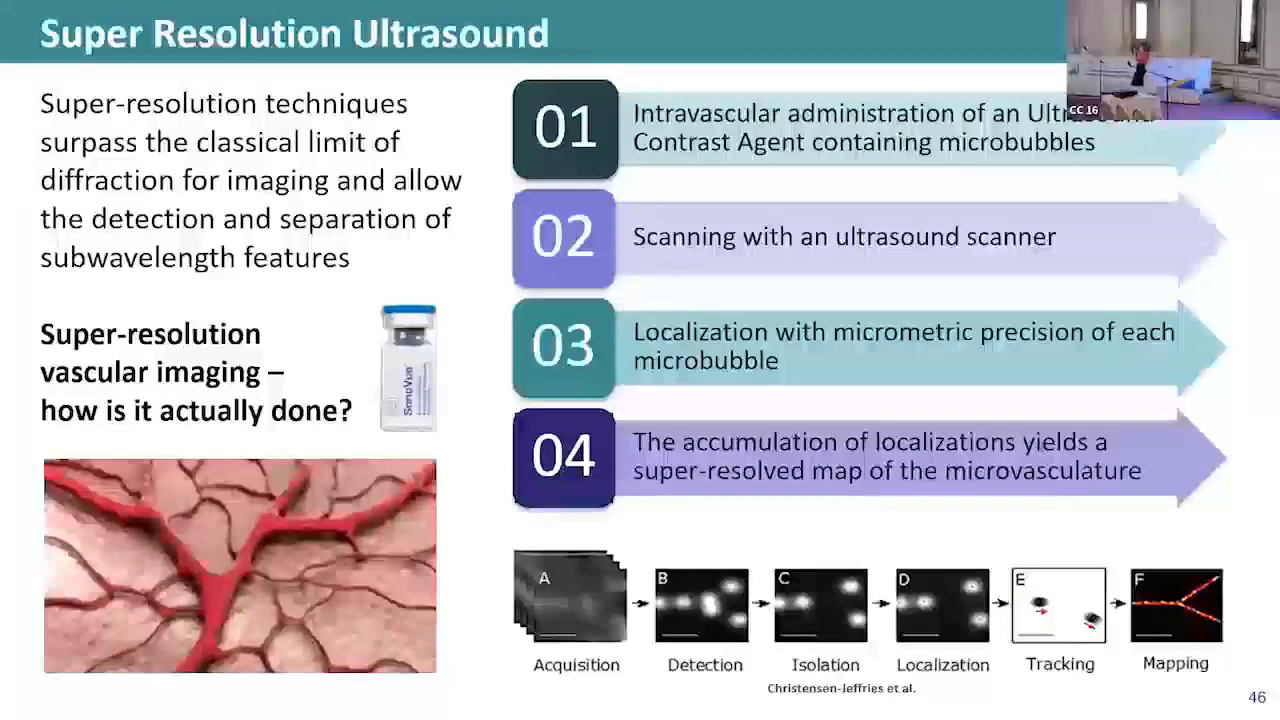 Super Resolution Ultrasound
CC 16
Super-resolution techniques
surpass the classical limit of
diffraction for imaging and allow
the detection and separation of
subwavelength features
Super-resolution
vascular imaging –
how is it actually done?
SonoVue
01
Intravascular administration of an Ultrasound
Contrast Agent containing microbubbles
02
Scanning with an ultrasound scanner
03
Localization with micrometric precision of each
microbubble
04
The accumulation of localizations yields a
super-resolved map of the microvasculature
A
B
C
D
E
F
Acquisition
Detection
Isolation
Localization
Tracking
Mapping
Christensen-Jeffries et al.
46